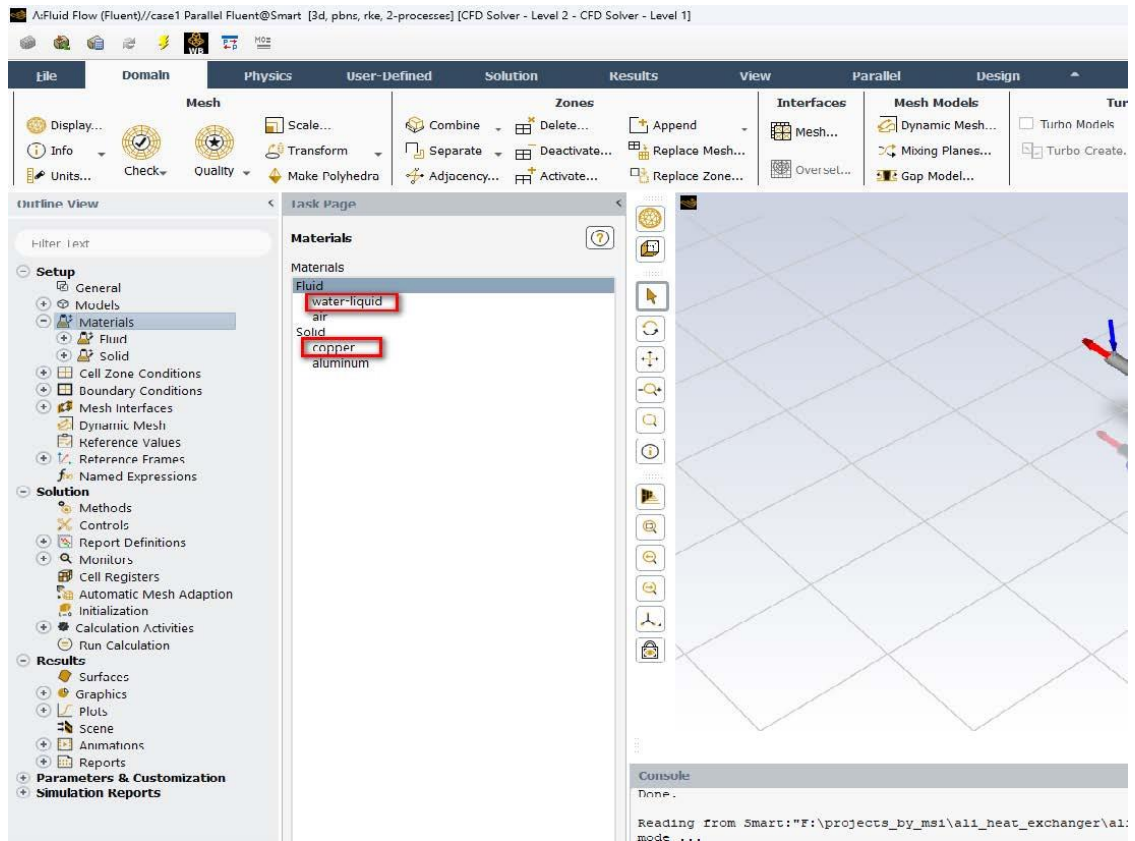 A:Fluid Flow (Fluent)//case1 Parallel Fluent@Smart [3d, pbns, rke, 2-processes] [CFD Solver - Level 2 - CFD Solver - Level 1]
WB
File Domain Physics User-Defined Solution Results View Parallel Design
Mesh Zones Interfaces Mesh Models Tur
Display... Scale... Combine Delete... Append Mesh... Dynamic Mesh... Turbo Models
Info Check Quality Transform Separate Deactivate... Replace Mesh... Mixing Planes... Turbo Create.
Units... Make Polyhedra Adjacency... Activate... Replace Zone... Overset... Gap Model...
Outline View
Filter Text
Setup
General
Models
Materials
Fluid
Solid
Cell Zone Conditions
Boundary Conditions
Mesh Interfaces
Dynamic Mesh
Reference Values
Reference Frames
Named Expressions
Solution
Methods
Controls
Report Definitions
Monitors
Cell Registers
Automatic Mesh Adaption
Initialization
Calculation Activities
Run Calculation
Results
Surfaces
Graphics
Plots
Scene
Animations
Reports
Parameters & Customization
Simulation Reports
Task Page
Materials
Materials
Fluid
water-liquid
air
Solid
copper
aluminum
Console
Done.
Reading from Smart:"F:\projects_by_msi\ali_heat_exchanger\ali
mode ...